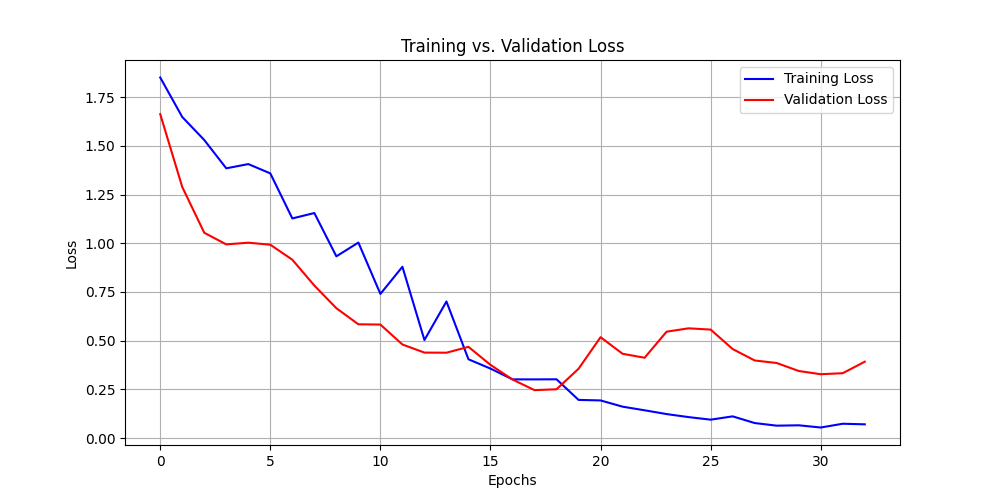 Training vs. Validation Loss
Training Loss
Validation Loss
1.75
1.50
1.25
1.00
0.75
0.50
0.25
0.00
Loss
0 5 10 15 20 25 30
Epochs